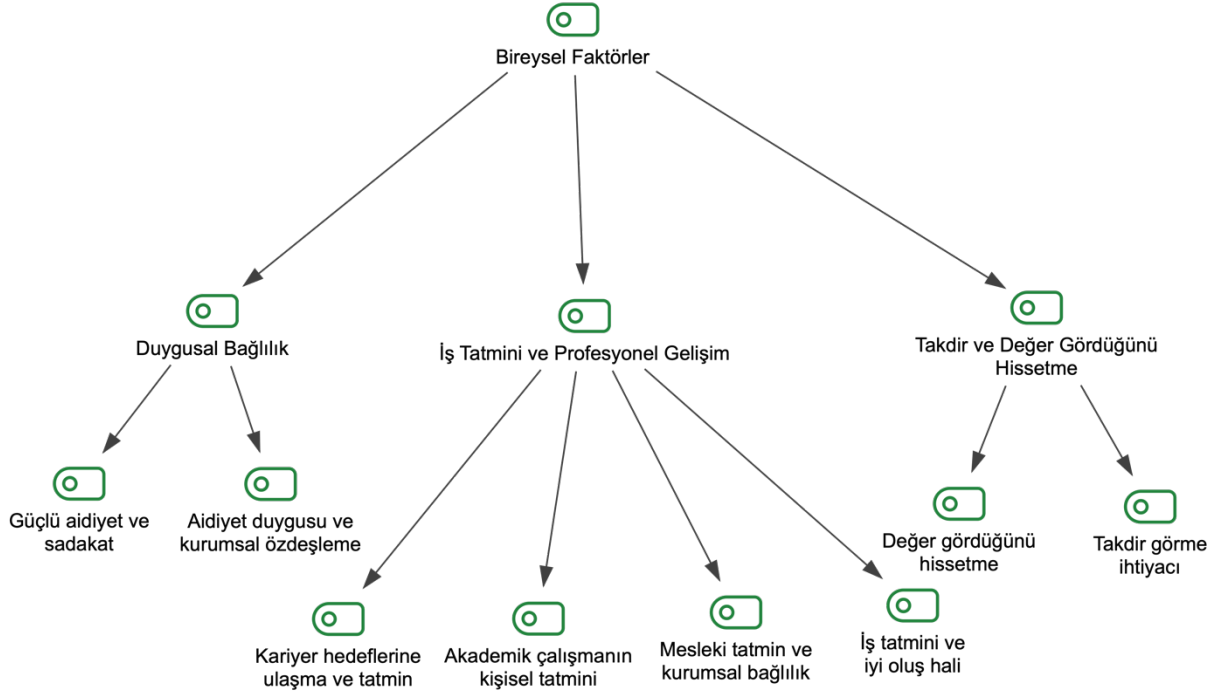 Bireysel Faktörler
Duygusal Bağlılık
İş Tatmini ve Profesyonel Gelişim
Takdir ve Değer Gördüğünü
Hissetme
Güçlü aidiyet ve
sadakat
Aidiyet duygusu ve
kurumsal özdeşleme
Değer gördüğünü
hissetme
Takdir görme
ihtiyacı
Kariyer hedeflerine
ulaşma ve tatmin
Akademik çalışmanın
kişisel tatmini
Mesleki tatmin ve
kurumsal bağlılık
İş tatmini ve
iyi oluş hali